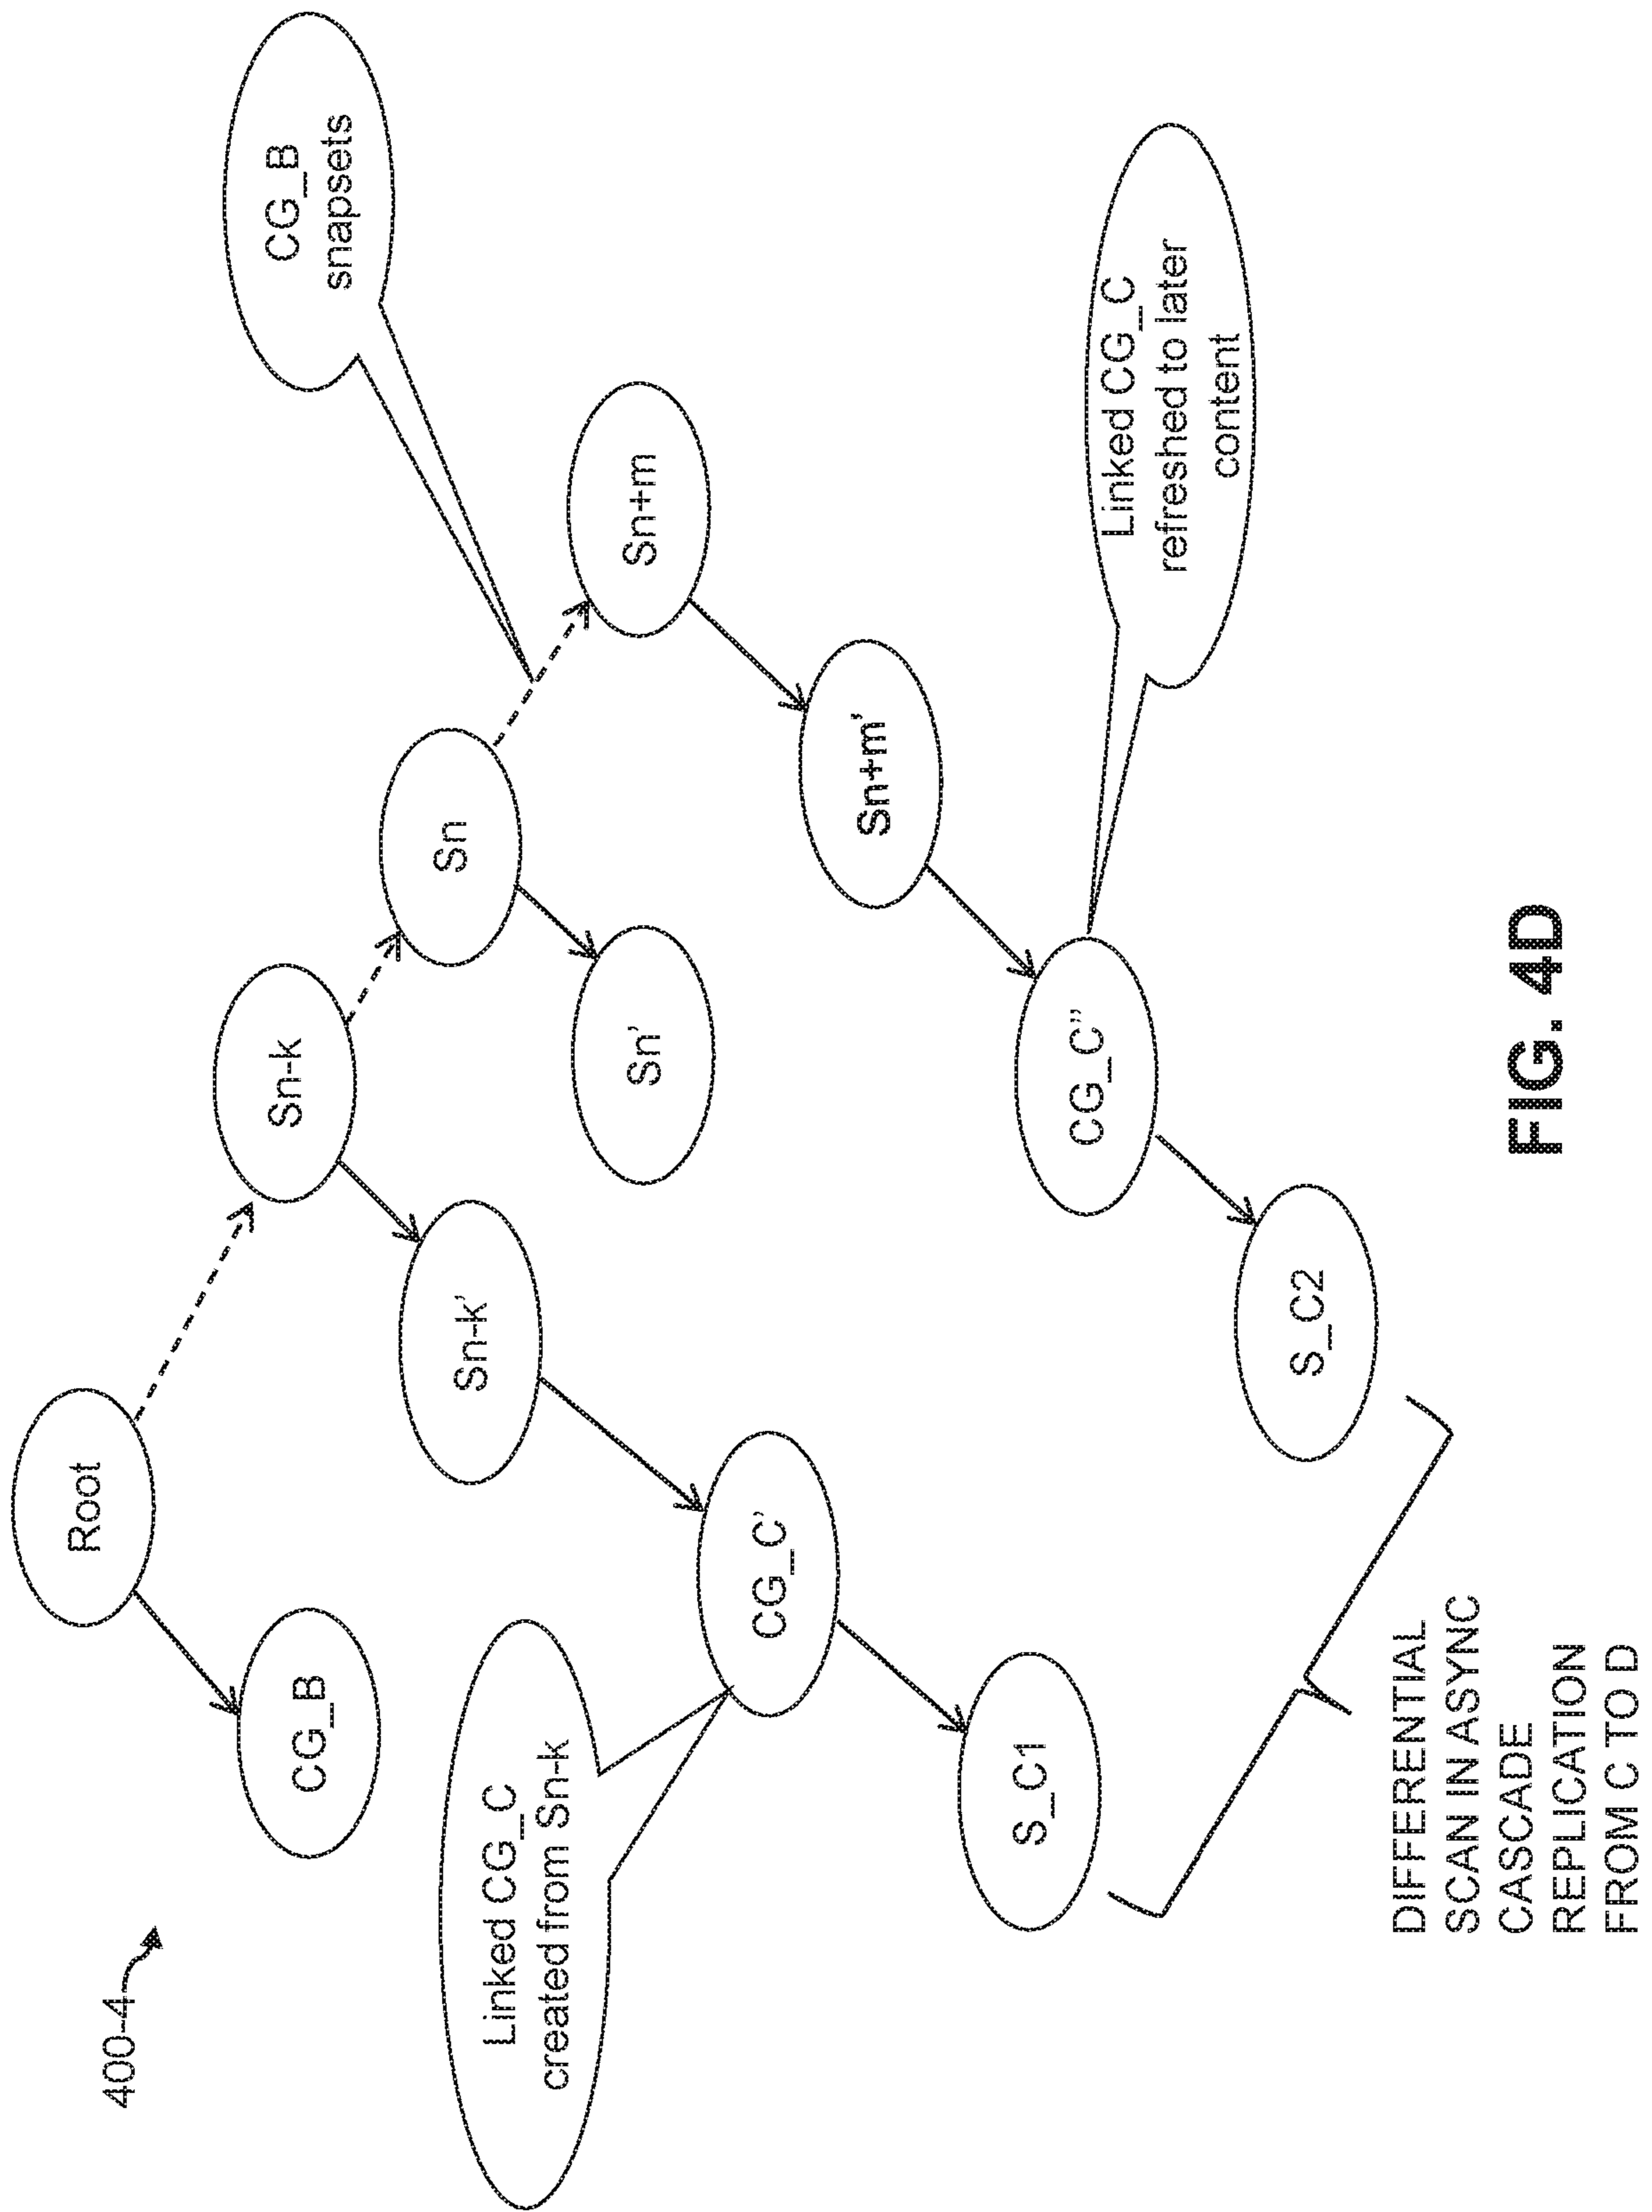 400-4
Root
CG_B
Sn-k
Sn-k'
Sn
Sn'
Sn+m
Sn+m'
CG_B
snapsets
Linked CG_C
created from Sn-k
CG_C'
S_C1
CG_C"
S_C2
Linked CG_C
refreshed to later
content
DIFFERENTIAL
SCAN IN ASYNC
CASCADE
REPLICATION
FROM C TO D
FIG. 4D